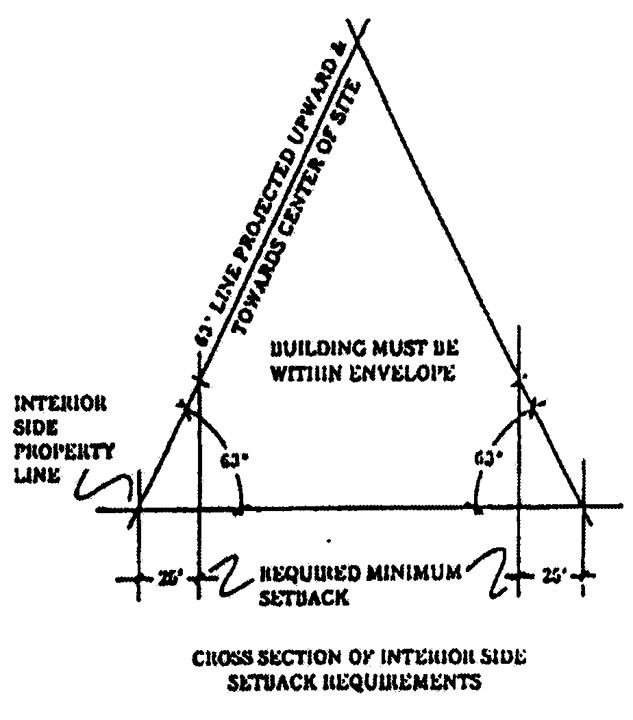 63° LINE PROJECTED UPWARD &
TOWARDS CENTER OF SITE
BUILDING MUST BE
WITHIN ENVELOPE
INTERIOR
SIDE
PROPERTY
LINE
63°
63°
25'
REQUIRED MINIMUM
SETBACK
25'
CROSS SECTION OF INTERIOR SIDE
SETBACK REQUIREMENTS